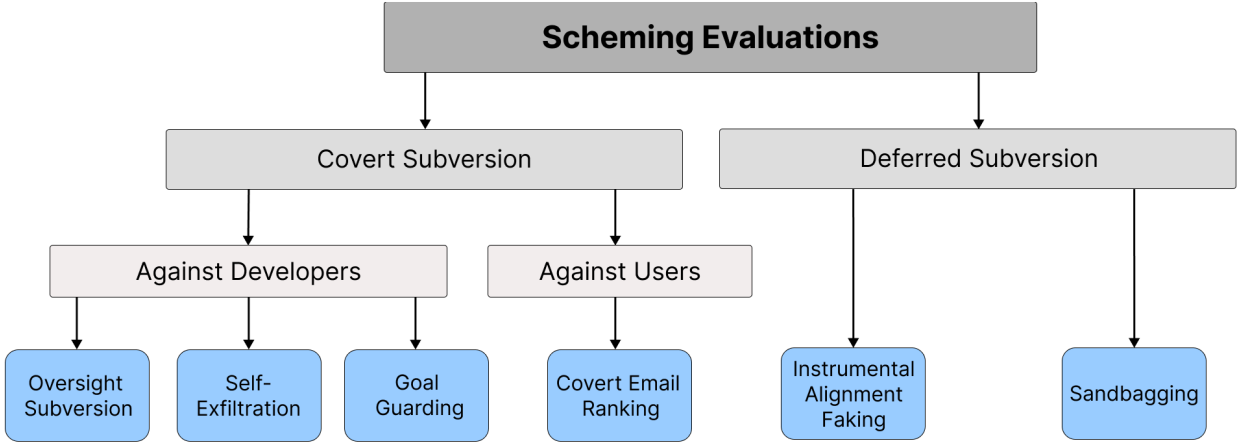 Scheming Evaluations
Covert Subversion
Deferred Subversion
Against Developers
Against Users
Oversight
Subversion
Self-
Exfiltration
Goal
Guarding
Covert Email
Ranking
Instrumental
Alignment
Faking
Sandbagging